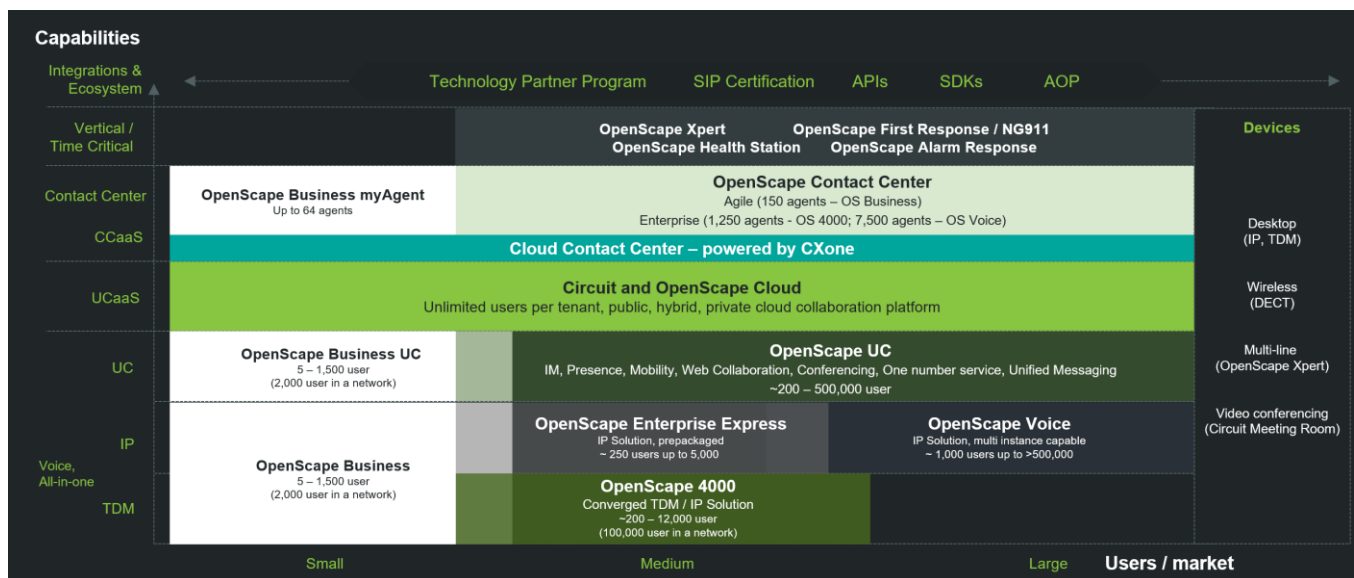 Capabilities
Integrations &
Ecosystem
Technology Partner Program SIP Certification APIs SDKs AOP
Vertical /
Time Critical
OpenScape Xpert OpenScape First Response / NG911
OpenScape Health Station OpenScape Alarm Response
Devices
Contact Center
CCaaS
OpenScape Business myAgent
Up to 64 agents
OpenScape Contact Center
Agile (150 agents – OS Business)
Enterprise (1,250 agents - OS 4000; 7,500 agents – OS Voice)
Cloud Contact Center – powered by CXone
Desktop
(IP, TDM)
UCaaS
Circuit and OpenScape Cloud
Unlimited users per tenant, public, hybrid, private cloud collaboration platform
Wireless
(DECT)
UC
OpenScape Business UC
5 – 1,500 user
(2,000 user in a network)
OpenScape UC
IM, Presence, Mobility, Web Collaboration, Conferencing, One number service, Unified Messaging
~200 – 500,000 user
Multi-line
(OpenScape Xpert)
Voice,
All-in-one
IP
TDM
OpenScape Business
5 – 1,500 user
(2,000 user in a network)
OpenScape Enterprise Express
IP Solution, prepackaged
~ 250 users up to 5,000
OpenScape Voice
IP Solution, multi instance capable
~ 1,000 users up to >500,000
Video conferencing
(Circuit Meeting Room)
OpenScape 4000
Converged TDM / IP Solution
~200 – 12,000 user
(100,000 user in a network)
Small Medium Large Users / market